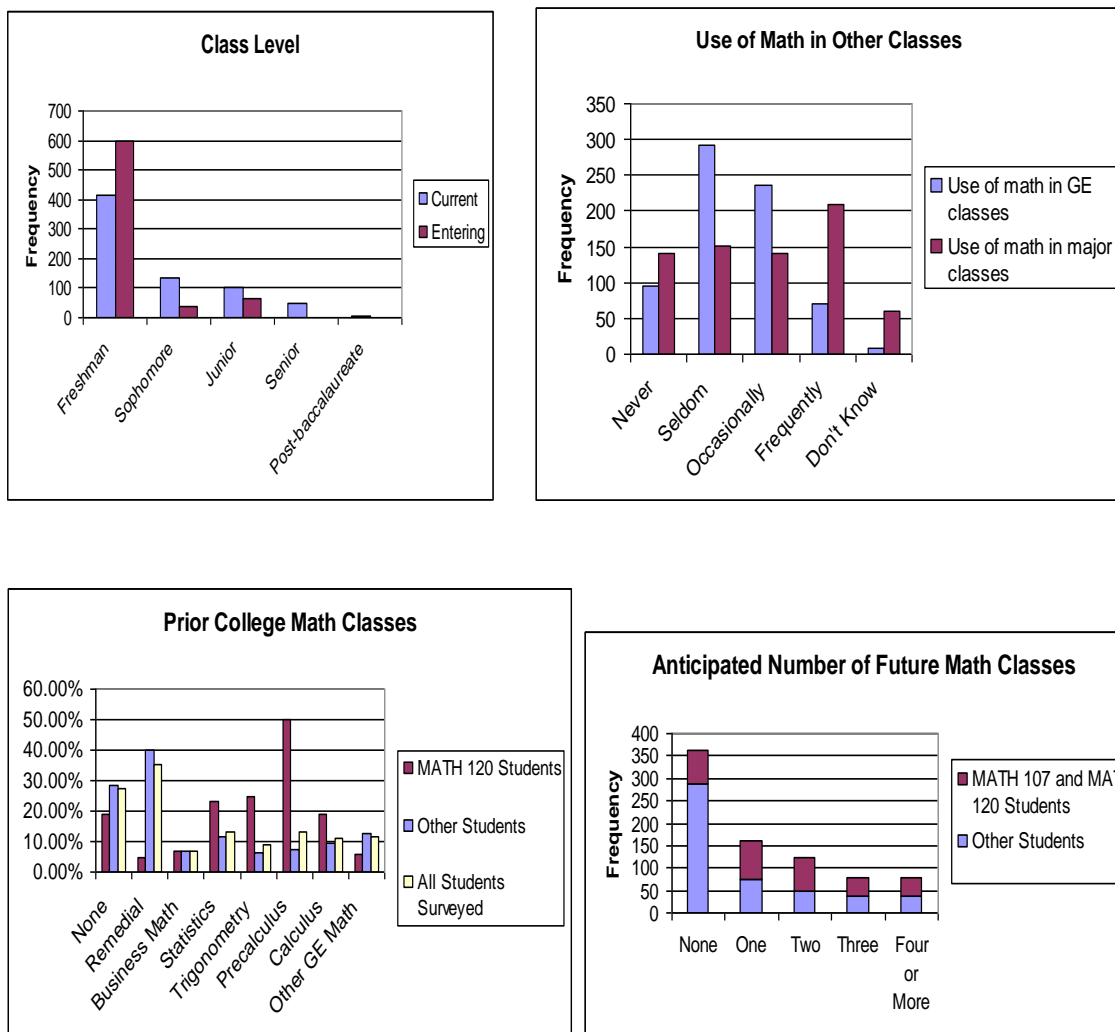 Class Level
Frequency
700
600
500
400
300
200
100
0
Freshman
Sophomore
Junior
Senior
Post-baccalaureate
Current
Entering
Use of Math in Other Classes
Frequency
350
300
250
200
150
100
50
0
Never
Seldom
Occasionally
Frequently
Don't Know
Use of math in GE
classes
Use of math in major
classes
Prior College Math Classes
60.00%
50.00%
40.00%
30.00%
20.00%
10.00%
0.00%
None
Remedial
Business Math
Statistics
Trigonometry
Precalculus
Calculus
Other GE Math
MATH 120 Students
Other Students
All Students
Surveyed
Anticipated Number of Future Math Classes
Frequency
400
350
300
250
200
150
100
50
0
None
One
Two
Three
Four
or
More
MATH 107 and MAT
120 Students
Other Students